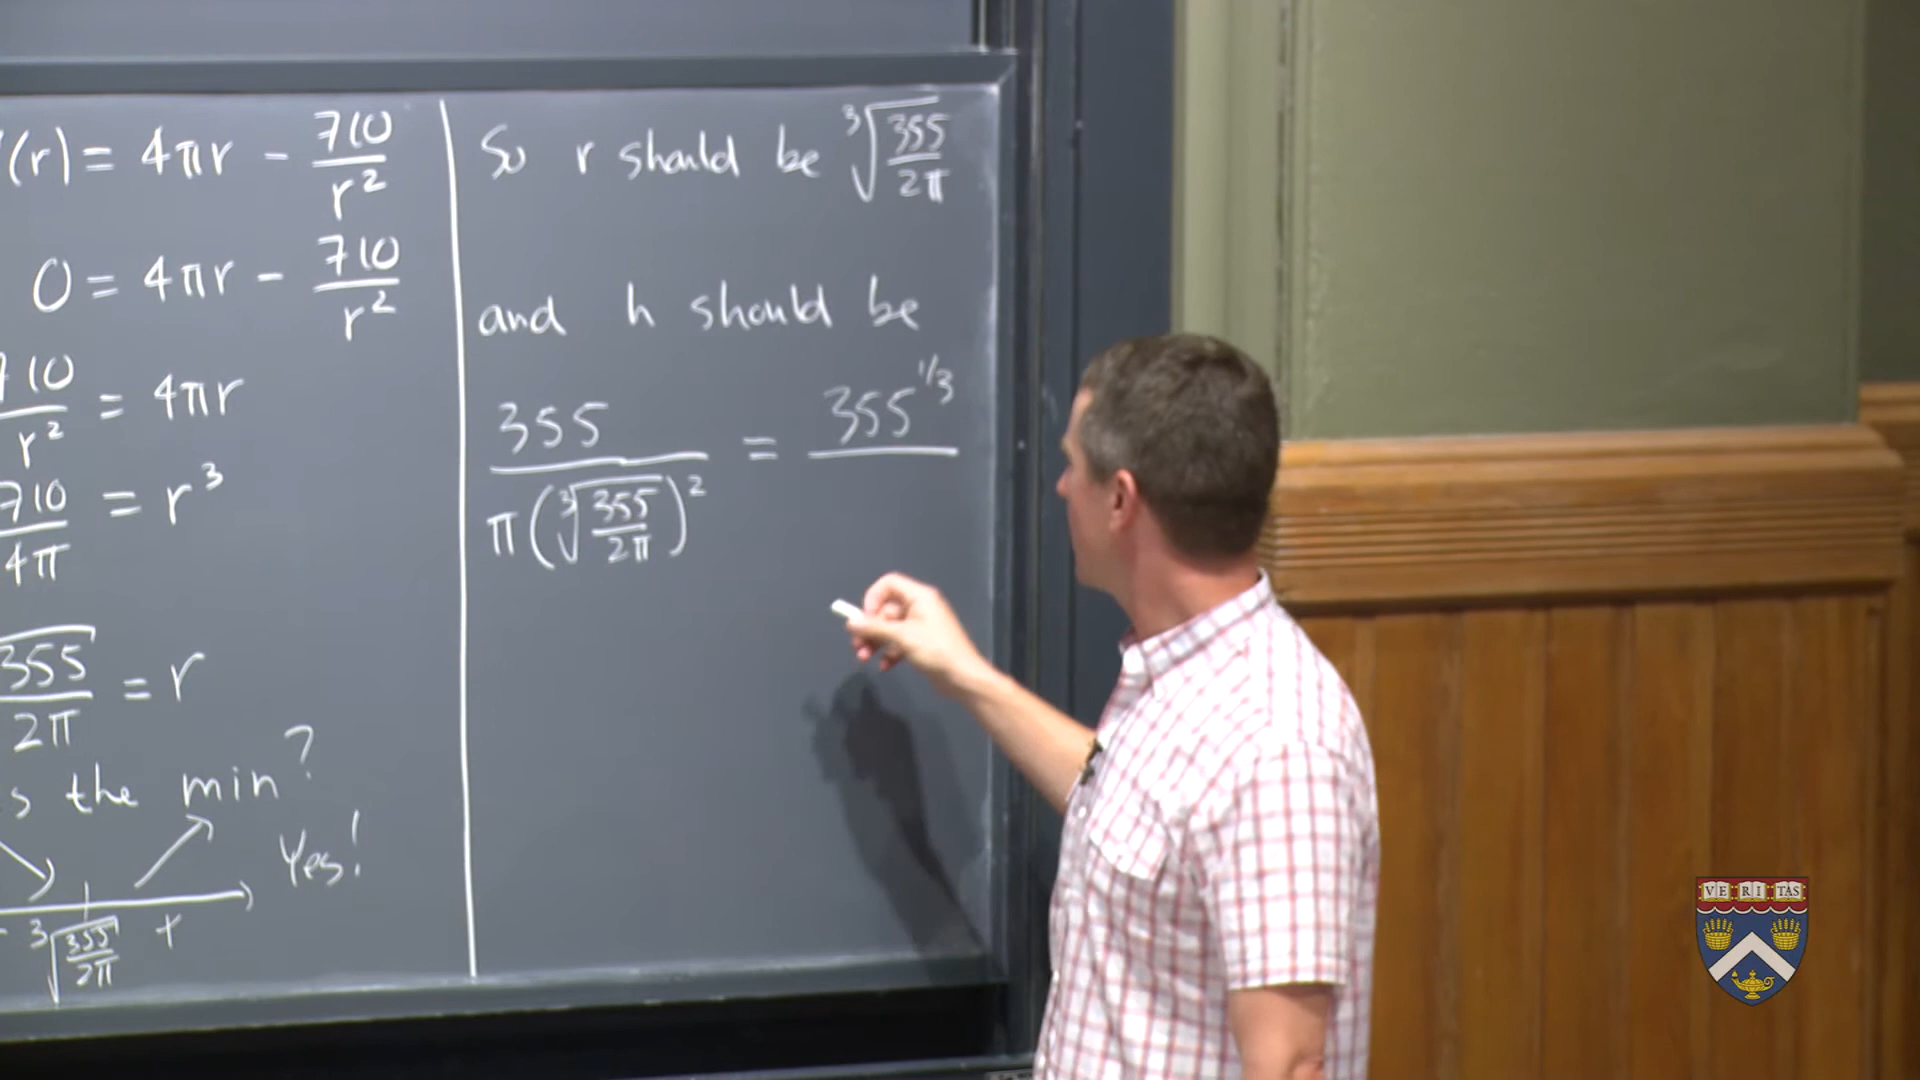 '(r) = 4πr - 710/r²
0 = 4πr - 710/r²
710/r² = 4πr
710/4π = r³
√355/2π = r
s the min?
Yes!
∛355/2π +
So r should be ∛355/2π
and h should be
355/π(∛355/2π)² = 355^1/3
VE RI TAS